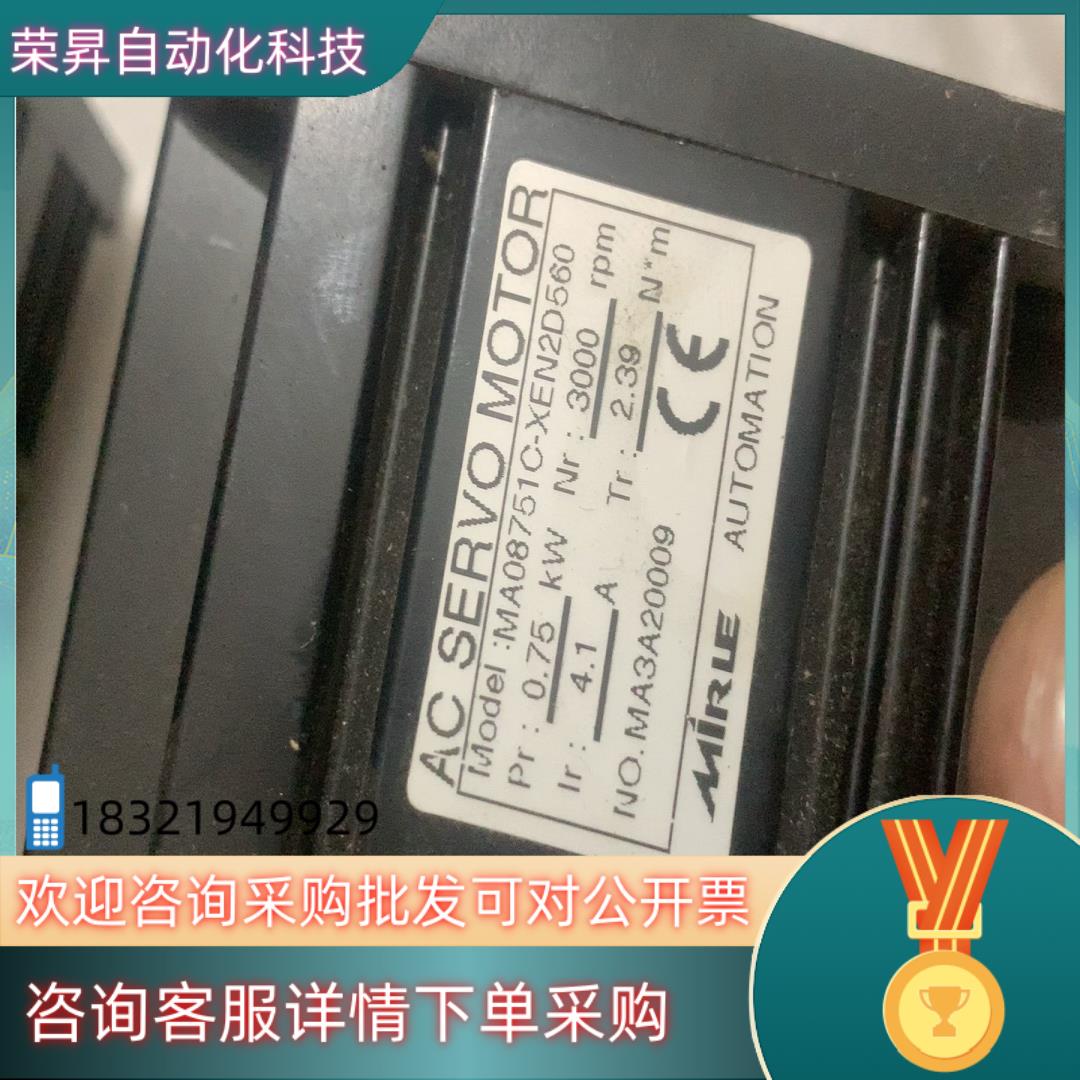 荣昇自动化科技
AC SERVO MOTOR
Model :MA08751C-XEN2D560
Pr : 0.75 kW Nr : 3000 rpm
Ir : 4.1 A Tr : 2.39 N*m
NO.MA3A20009 CE
MIRLE AUTOMATION
18321949929
欢迎咨询采购批发可对公开票
咨询客服详情下单采购